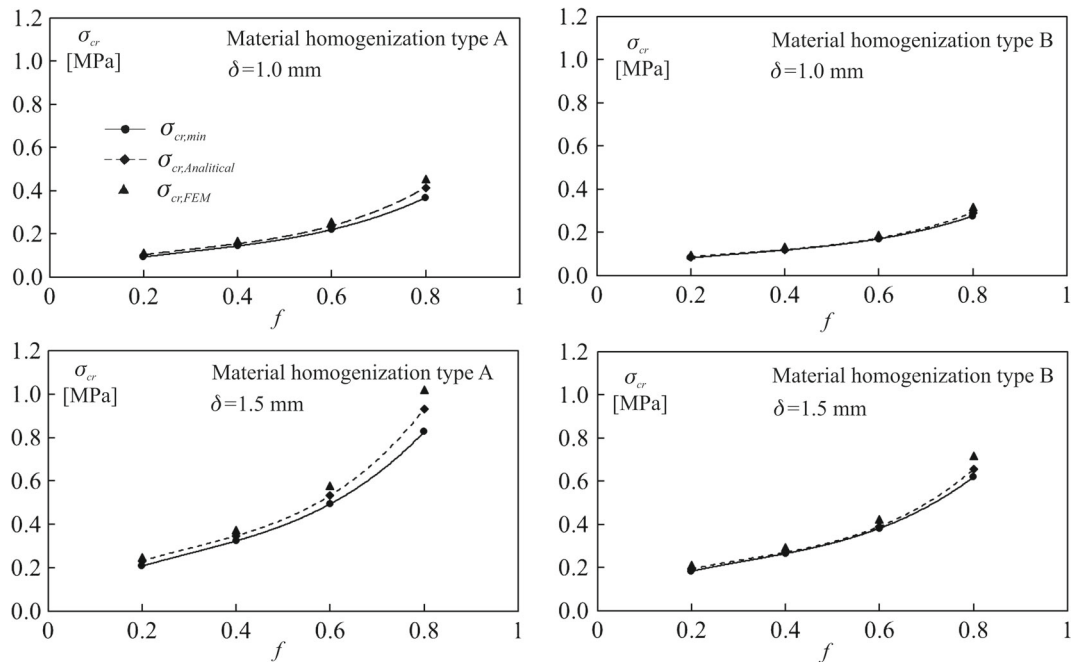 1.2
1.0
0.8
0.6
0.4
0.2
0.0
σcr
[MPa]
Material homogenization type A
δ=1.0 mm
σcr,min
σcr,Analitical
σcr,FEM
0 0.2 0.4 0.6 0.8 1
f
1.2
1.0
0.8
0.6
0.4
0.2
0.0
σcr
[MPa]
Material homogenization type B
δ=1.0 mm
0 0.2 0.4 0.6 0.8 1
f
1.2
1.0
0.8
0.6
0.4
0.2
0.0
σcr
[MPa]
Material homogenization type A
δ=1.5 mm
0 0.2 0.4 0.6 0.8 1
f
1.2
1.0
0.8
0.6
0.4
0.2
0.0
σcr
[MPa]
Material homogenization type B
δ=1.5 mm
0 0.2 0.4 0.6 0.8 1
f